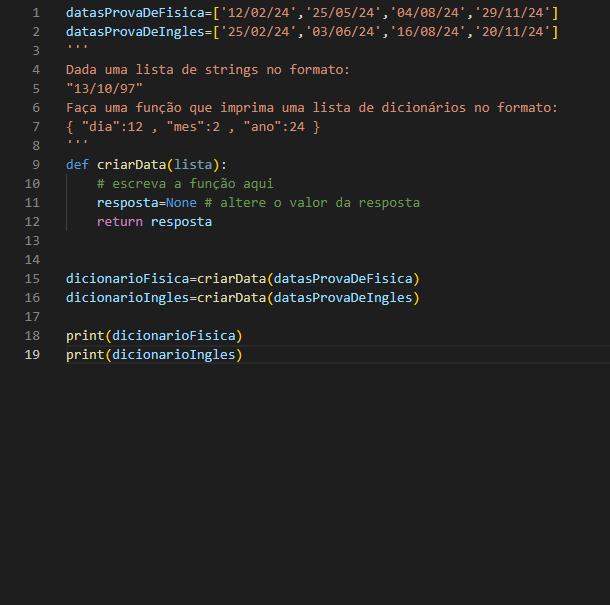 1 datasProvaDeFisica=['12/02/24','25/05/24','04/08/24','29/11/24']
2 datasProvaDeIngles=['25/02/24','03/06/24','16/08/24','20/11/24']
3 '''
4 Dada uma lista de strings no formato:
5 "13/10/97"
6 Faça uma função que imprima uma lista de dicionários no formato:
7 { "dia":12 , "mes":2 , "ano":24 }
8 '''
9 def criarData(lista):
10     # escreva a função aqui
11     resposta=None # altere o valor da resposta
12     return resposta
13
14
15 dicionarioFisica=criarData(datasProvaDeFisica)
16 dicionarioIngles=criarData(datasProvaDeIngles)
17
18 print(dicionarioFisica)
19 print(dicionarioIngles)